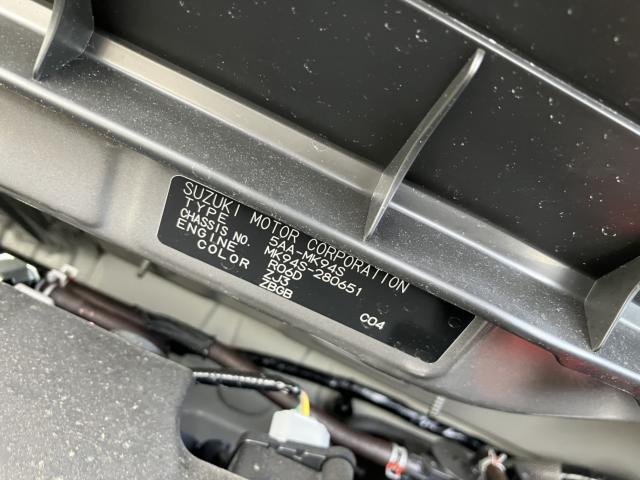 SUZUKI MOTOR CORPORATION
TYPE 5AA-MK94S
CHASSIS NO. MK94S-280651
ENGINE R06D
COLOR ZJ3
ZBGB C04